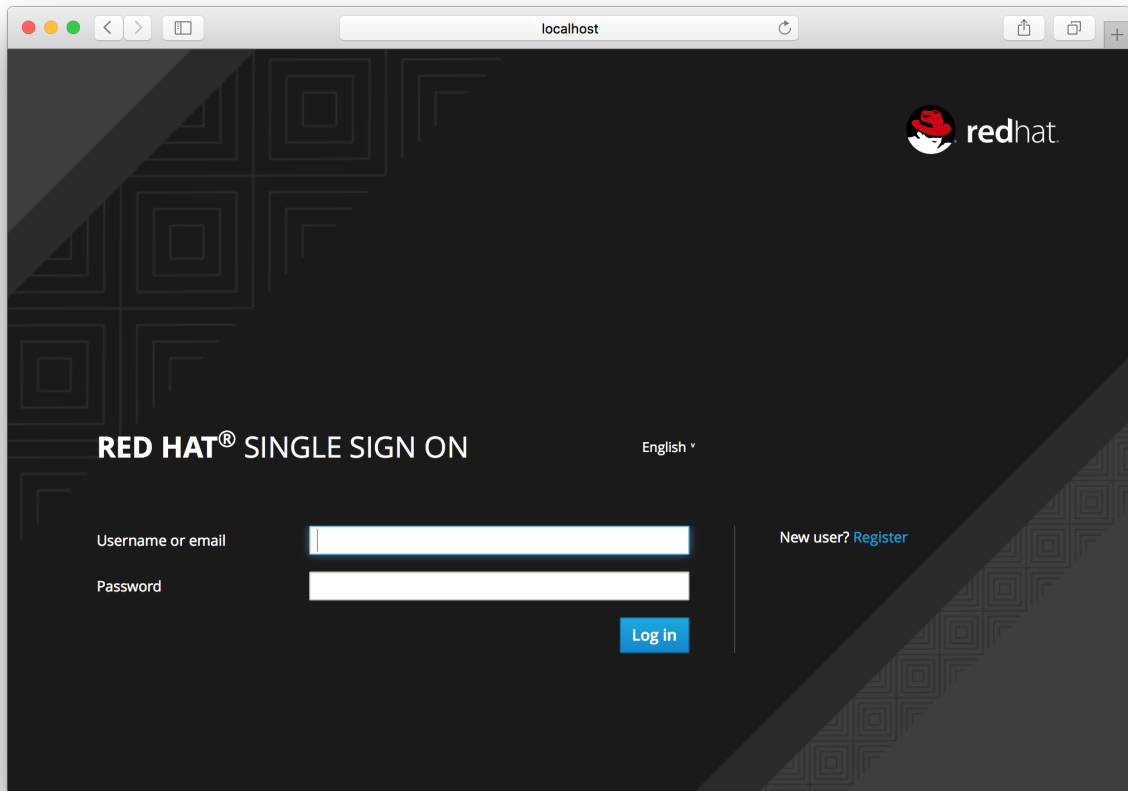 localhost
redhat.
RED HAT® SINGLE SIGN ON
English ˅
Username or email
New user? Register
Password
Log in